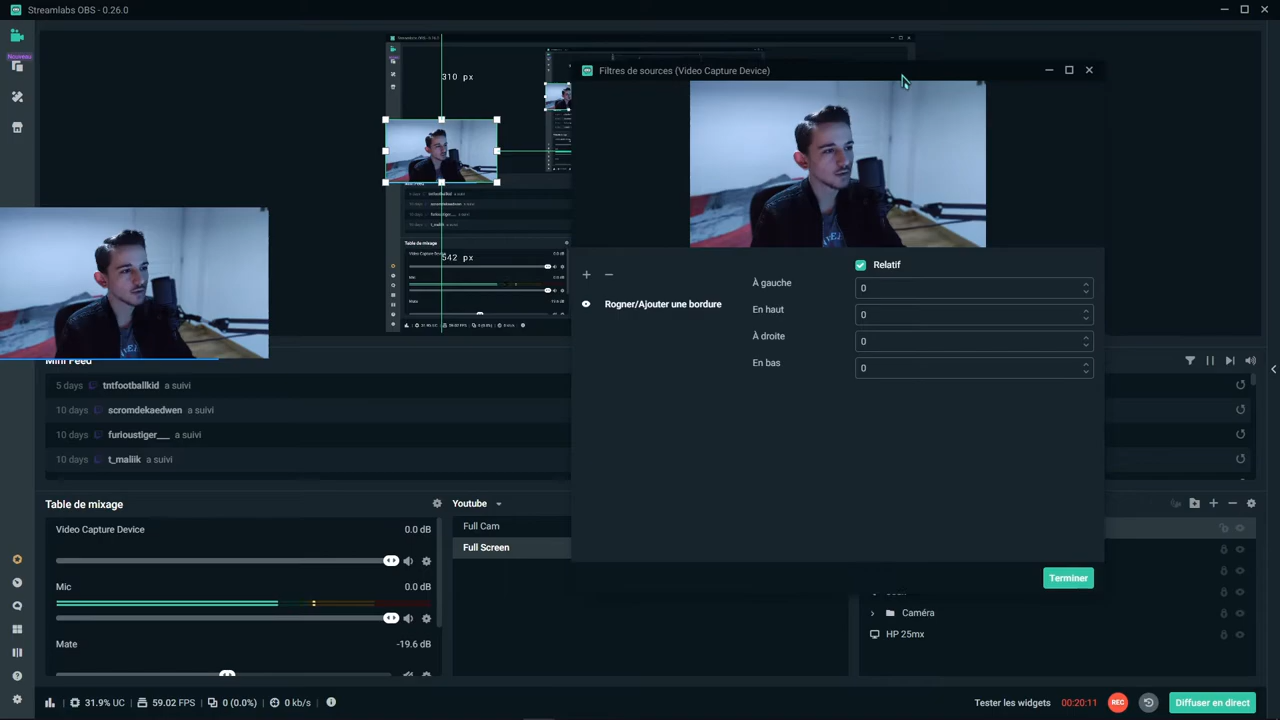 Streamlabs OBS - 0.26.0
Nouveau
310 px
Filtres de sources (Video Capture Device)
Relatif
À gauche
0
Rogner/Ajouter une bordure
En haut
0
À droite
0
En bas
0
Table de mixage
542 px
Mini Feed
5 days tntfootballkid a suivi
10 days scromdekaedwen a suivi
10 days furioustiger___ a suivi
10 days t_maliik a suivi
Terminer
Table de mixage
Youtube
Video Capture Device 0.0 dB
Full Cam
Full Screen
Mic 0.0 dB
Caméra
HP 25mx
Mate -19.6 dB
31.9% UC
59.02 FPS
0 (0.0%)
0 kb/s
Tester les widgets
00:20:11
REC
Diffuser en direct